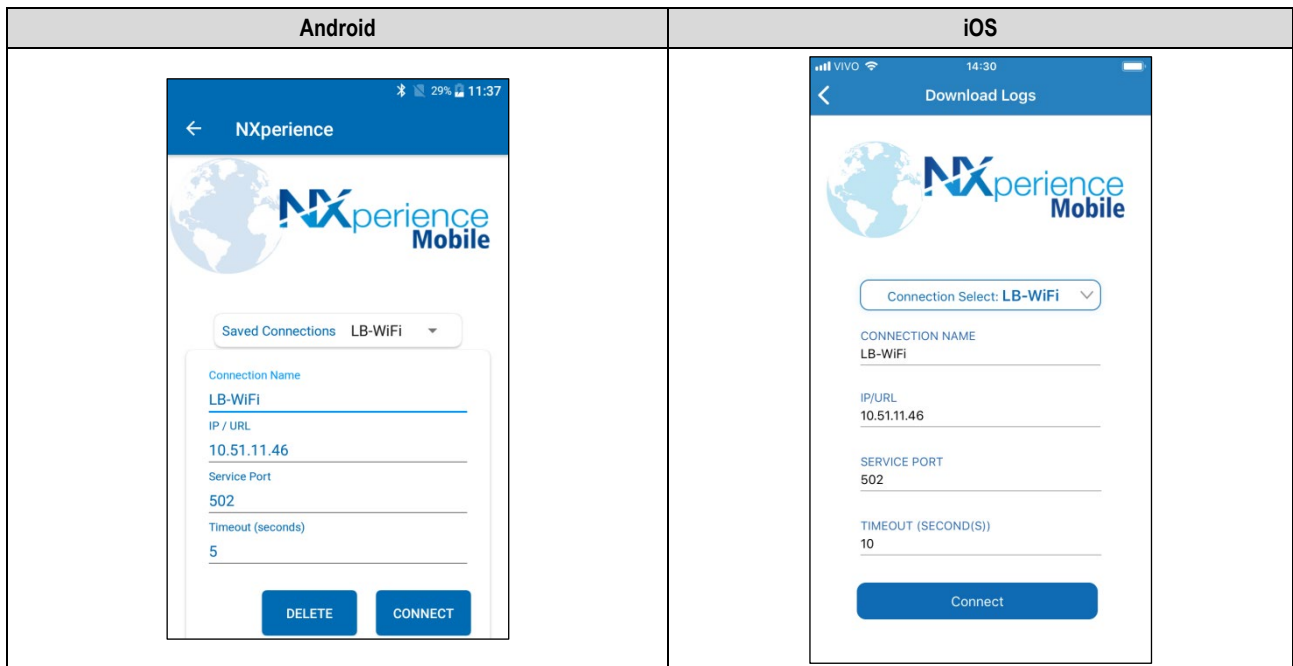 Android
iOS
29% 11:37
NXperience
NXperience
Mobile
Saved Connections LB-WiFi
Connection Name
LB-WiFi
IP / URL
10.51.11.46
Service Port
502
Timeout (seconds)
5
DELETE CONNECT
VIVO 14:30
Download Logs
NXperience
Mobile
Connection Select: LB-WiFi
CONNECTION NAME
LB-WiFi
IP/URL
10.51.11.46
SERVICE PORT
502
TIMEOUT (SECOND(S))
10
Connect